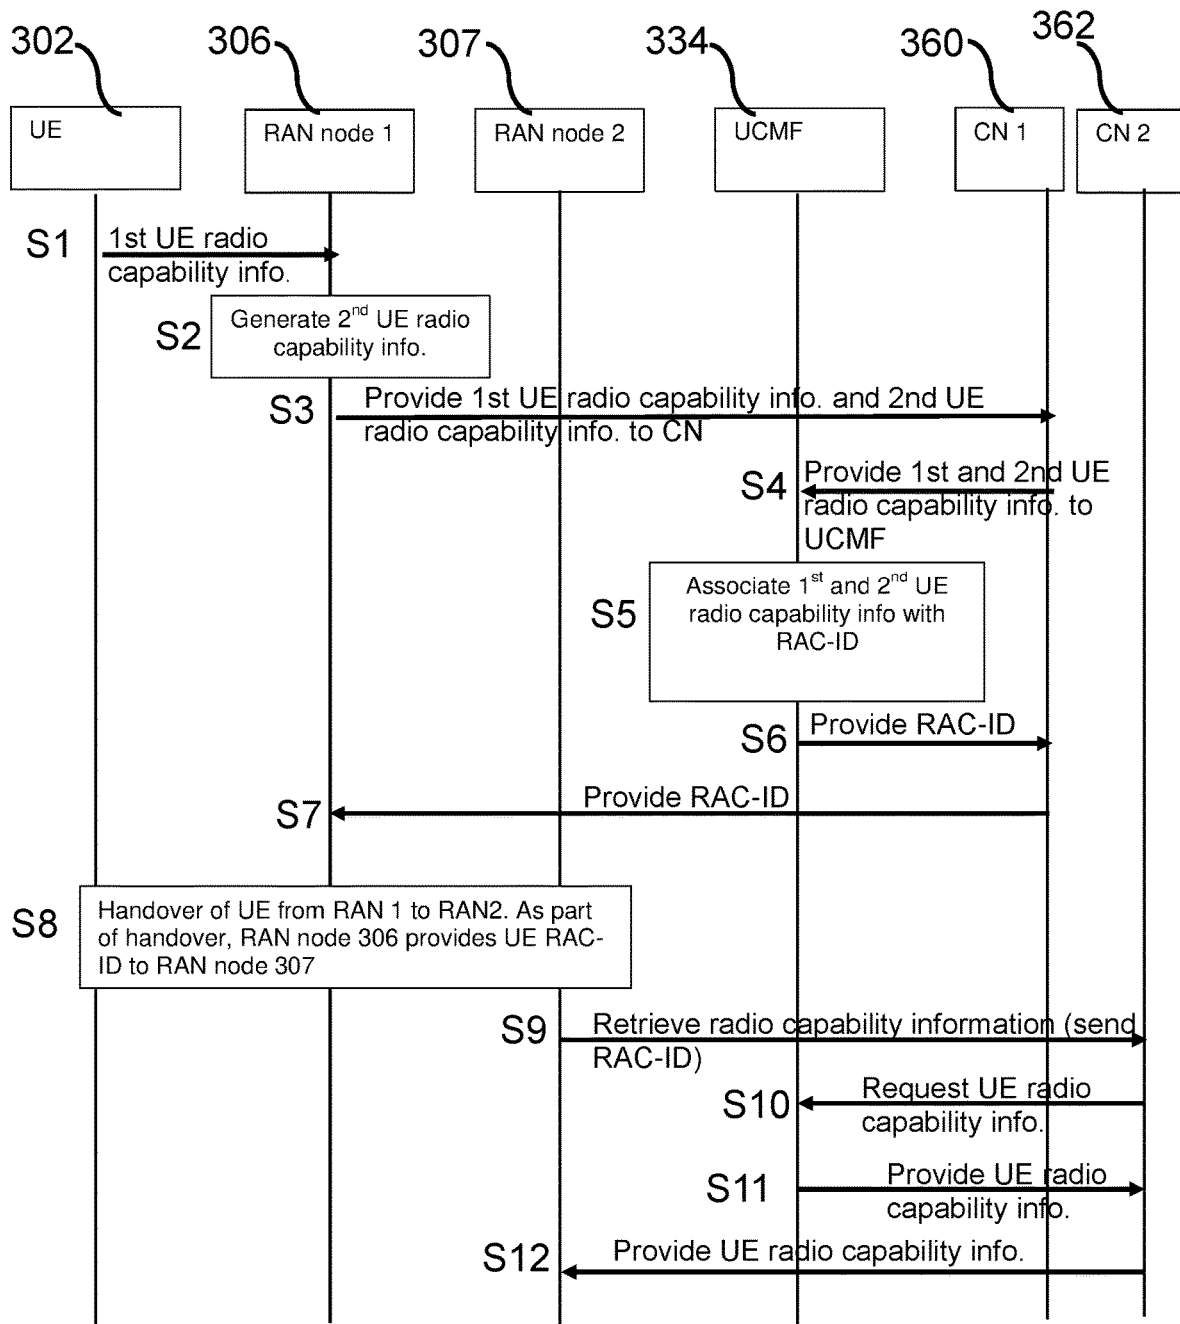 302 306 307 334 360 362
UE RAN node 1 RAN node 2 UCMF CN 1 CN 2
S1 1st UE radio
capability info.
S2 Generate 2nd UE radio
capability info.
S3 Provide 1st UE radio capability info. and 2nd UE
radio capability info. to CN
S4 Provide 1st and 2nd UE
radio capability info. to
UCMF
S5 Associate 1st and 2nd UE
radio capability info with
RAC-ID
S6 Provide RAC-ID
S7 Provide RAC-ID
S8 Handover of UE from RAN 1 to RAN2. As part
of handover, RAN node 306 provides UE RAC-
ID to RAN node 307
S9 Retrieve radio capability information (send
RAC-ID)
S10 Request UE radio
capability info.
S11 Provide UE radio
capability info.
S12 Provide UE radio capability info.